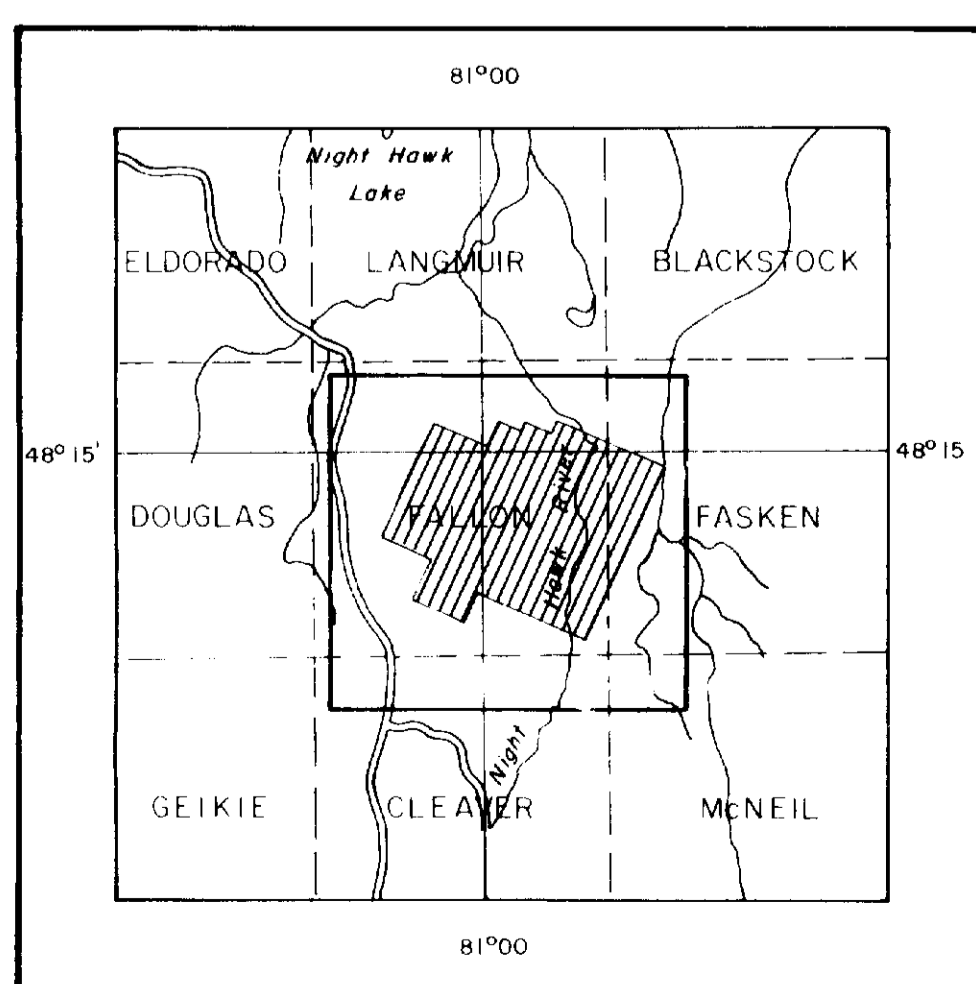 81°00
Night Hawk
Lake
ELDORADO LANGMUIR BLACKSTOCK
48° 15' 48° 15
DOUGLAS FALLON FASKEN
Night Hawk River
GEIKIE CLEAVER McNEIL
81°00